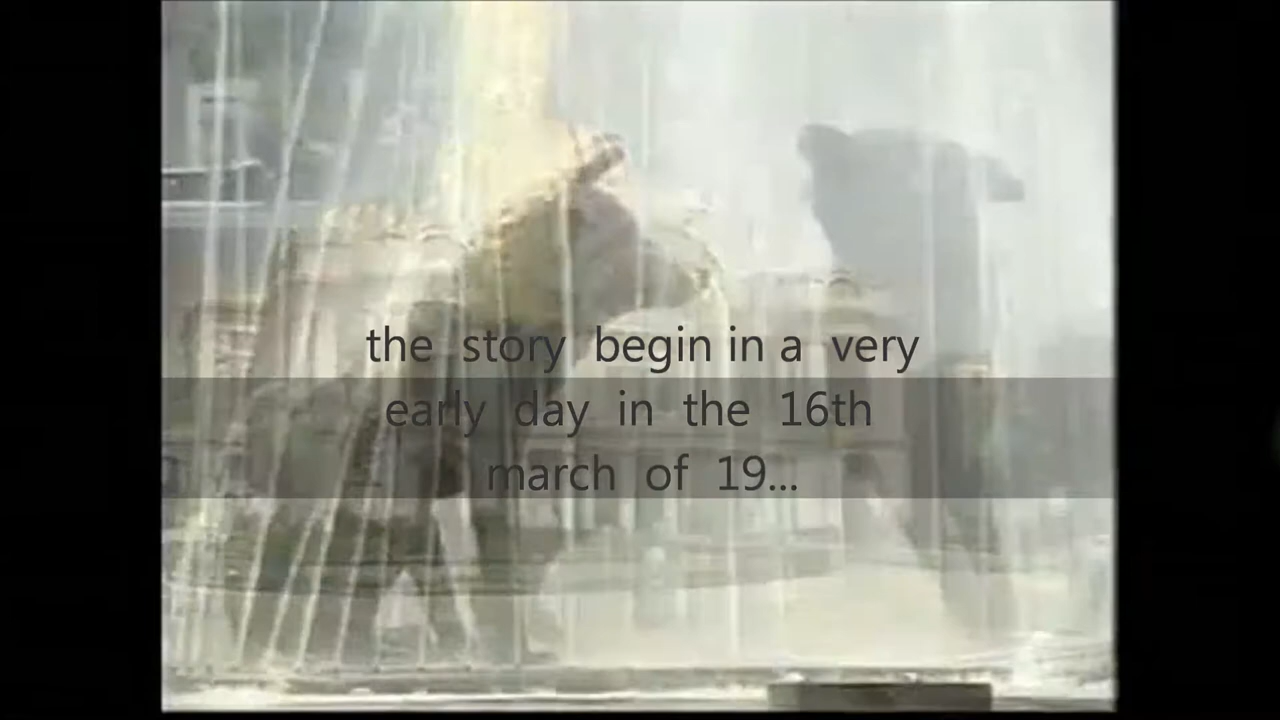 the story begin in a very
early day in the 16th
march of 19...